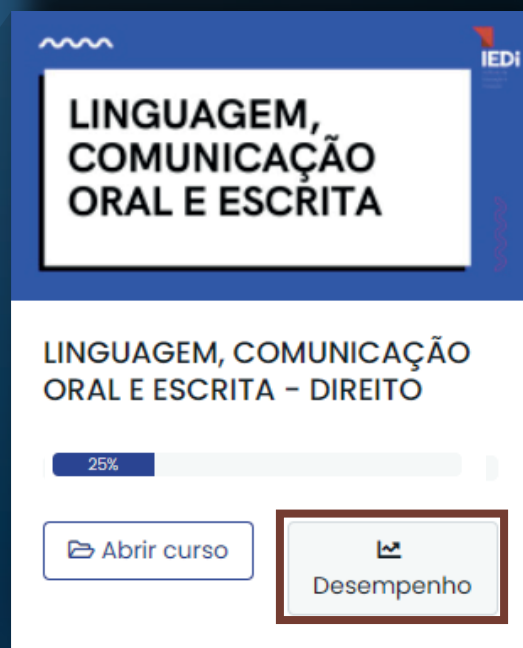 IEDi
LINGUAGEM,
COMUNICAÇÃO
ORAL E ESCRITA
LINGUAGEM, COMUNICAÇÃO
ORAL E ESCRITA - DIREITO
25%
Abrir curso
Desempenho